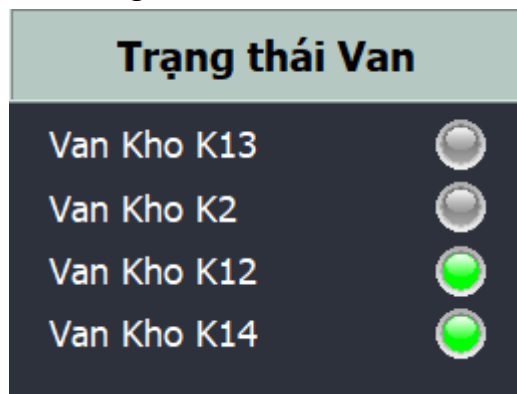 Trạng thái Van
Van Kho K13
Van Kho K2
Van Kho K12
Van Kho K14